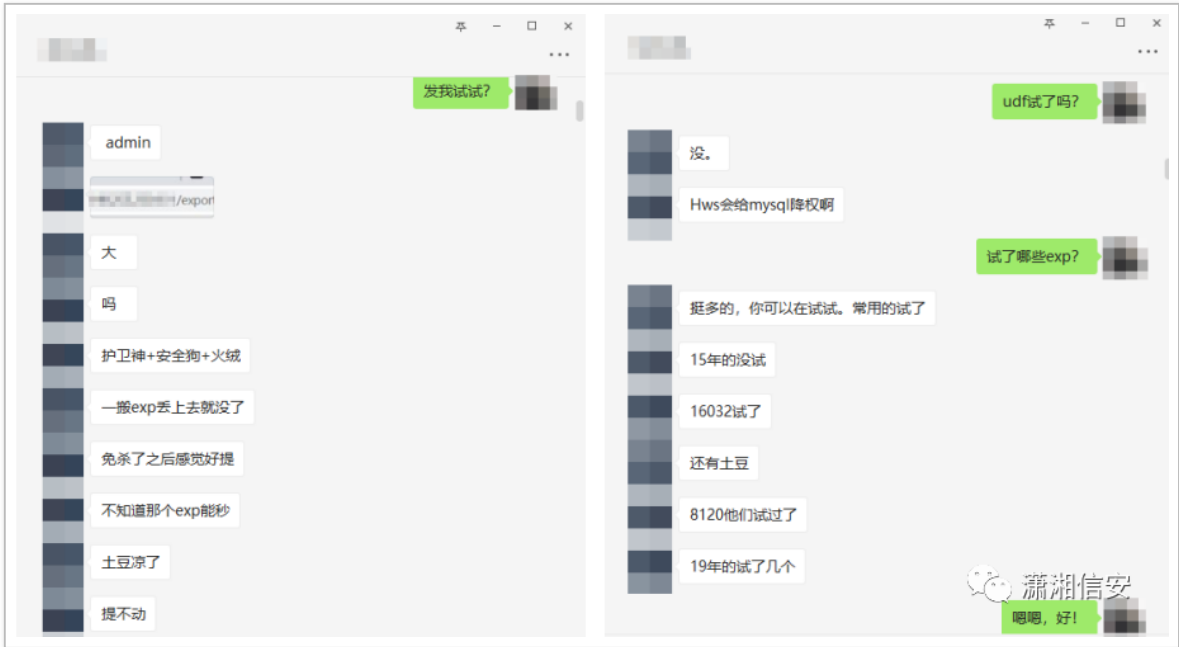 发我试试?
admin
/export
大
吗
护卫神+安全狗+火绒
一搬exp丢上去就没了
免杀了之后感觉好提
不知道那个exp能秒
土豆凉了
提不动
udf试了吗?
没。
Hws会给mysql降权啊
试了哪些exp?
挺多的，你可以在试试。常用的试了
15年的没试
16032试了
还有土豆
8120他们试过了
19年的试了几个
潇湘信安
嗯嗯，好!